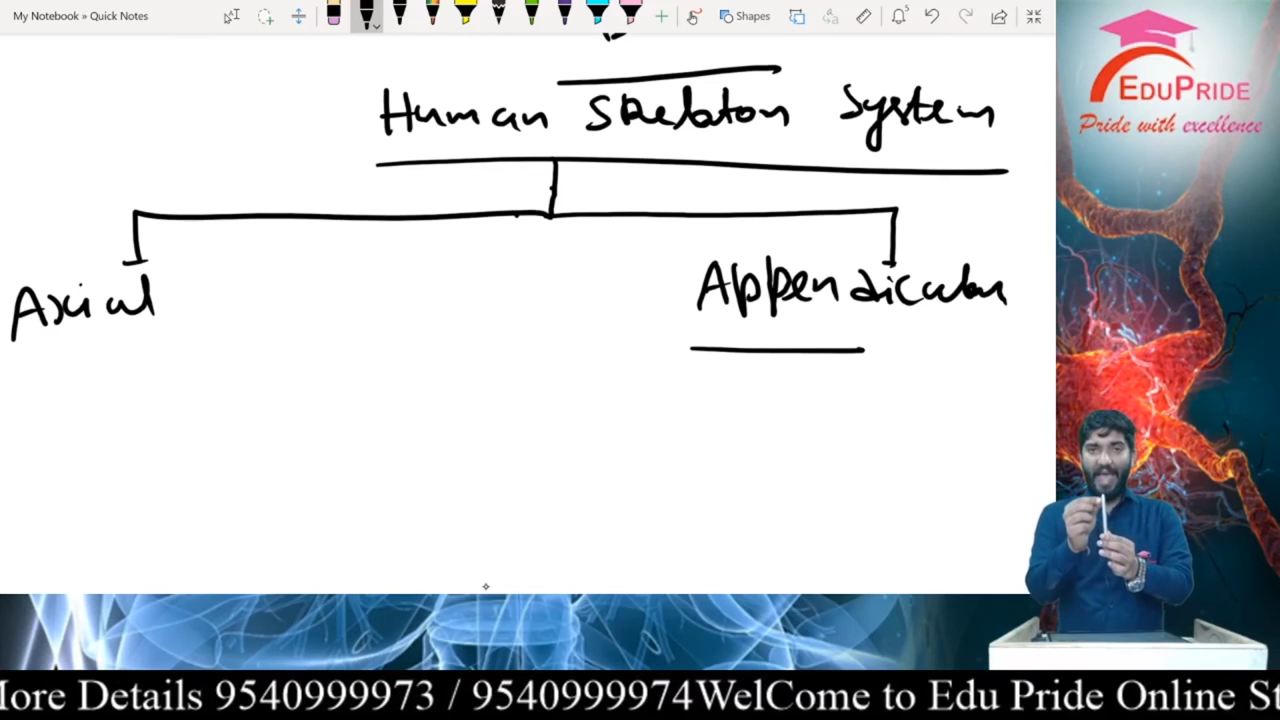 My Notebook » Quick Notes
Shapes
EDUPRIDE
Pride with excellence
Human Skeleton System
Axial
Appendicular
More Details 9540999973 / 9540999974WelCome to Edu Pride Online St